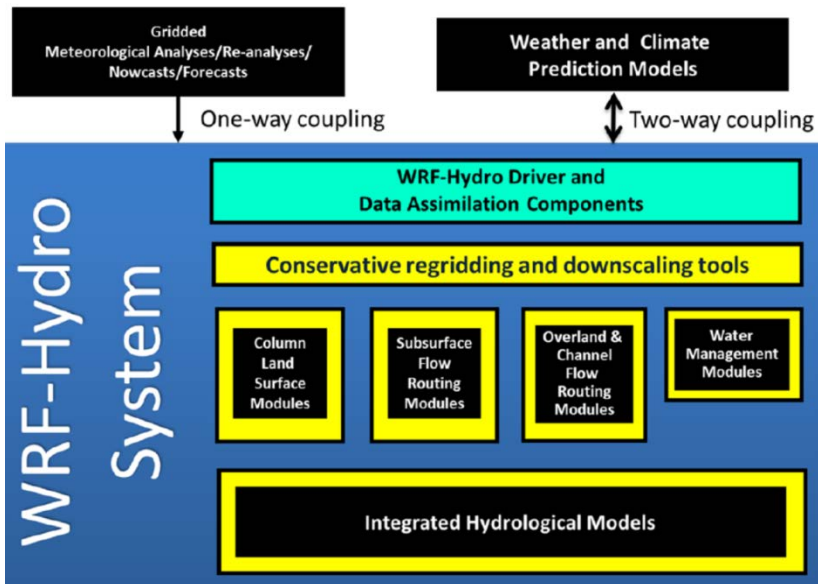 Gridded
Meteorological Analyses/Re-analyses/
Nowcasts/Forecasts
Weather and Climate
Prediction Models
One-way coupling
Two-way coupling
WRF-Hydro
System
WRF-Hydro Driver and
Data Assimilation Components
Conservative regridding and downscaling tools
Column
Land
Surface
Modules
Subsurface
Flow
Routing
Modules
Overland &
Channel
Flow
Routing
Modules
Water
Management
Modules
Integrated Hydrological Models